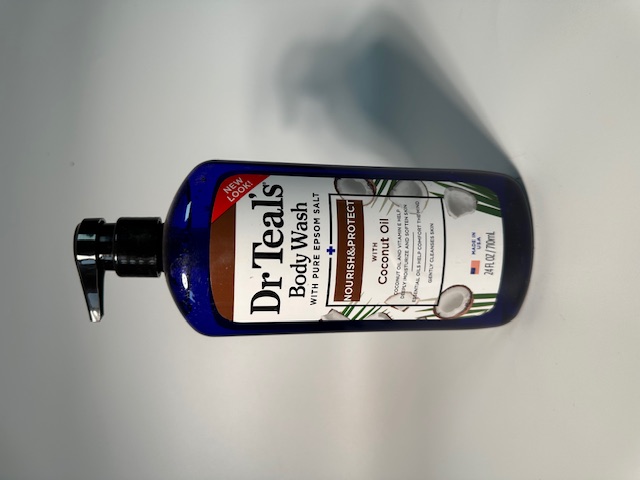 NEW
LOOK!
Dr Teal's®
Body Wash
WITH PURE EPSOM SALT
NOURISH&PROTECT
WITH
Coconut Oil
COCONUT OIL AND VITAMIN E HELP
DEEPLY MOISTURIZE AND SOFTEN SKIN
ESSENTIAL OILS HELP COMFORT THE MIND
GENTLY CLEANSES SKIN
MADE IN
USA
24 FL OZ / 710mL